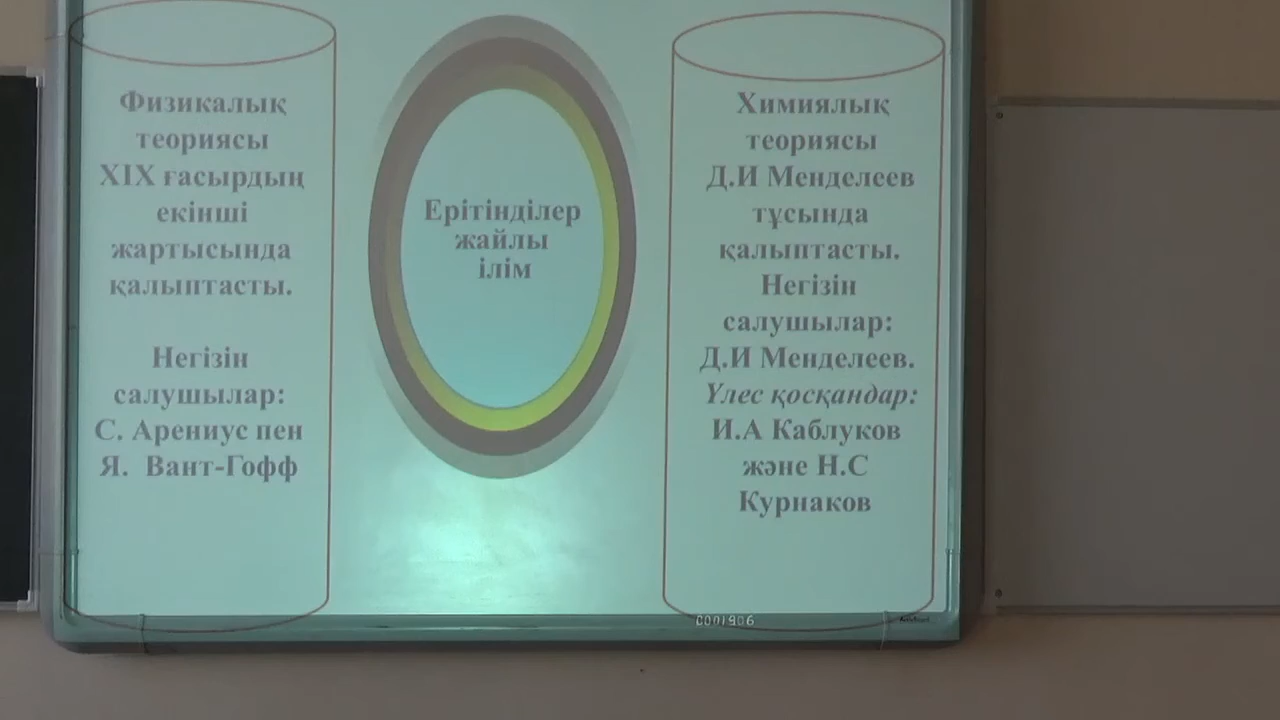 Физикалық
теориясы
XIX ғасырдың
екінші
жартысында
қалыптасты.
Негізін
салушылар:
С. Арениус пен
Я. Вант-Гофф
Ерітінділер
жайлы
ілім
Химиялық
теориясы
Д.И Менделеев
тұсында
қалыптасты.
Негізін
салушылар:
Д.И Менделеев.
Үлес қосқандар:
И.А Каблуков
және Н.С
Курнаков
0001906